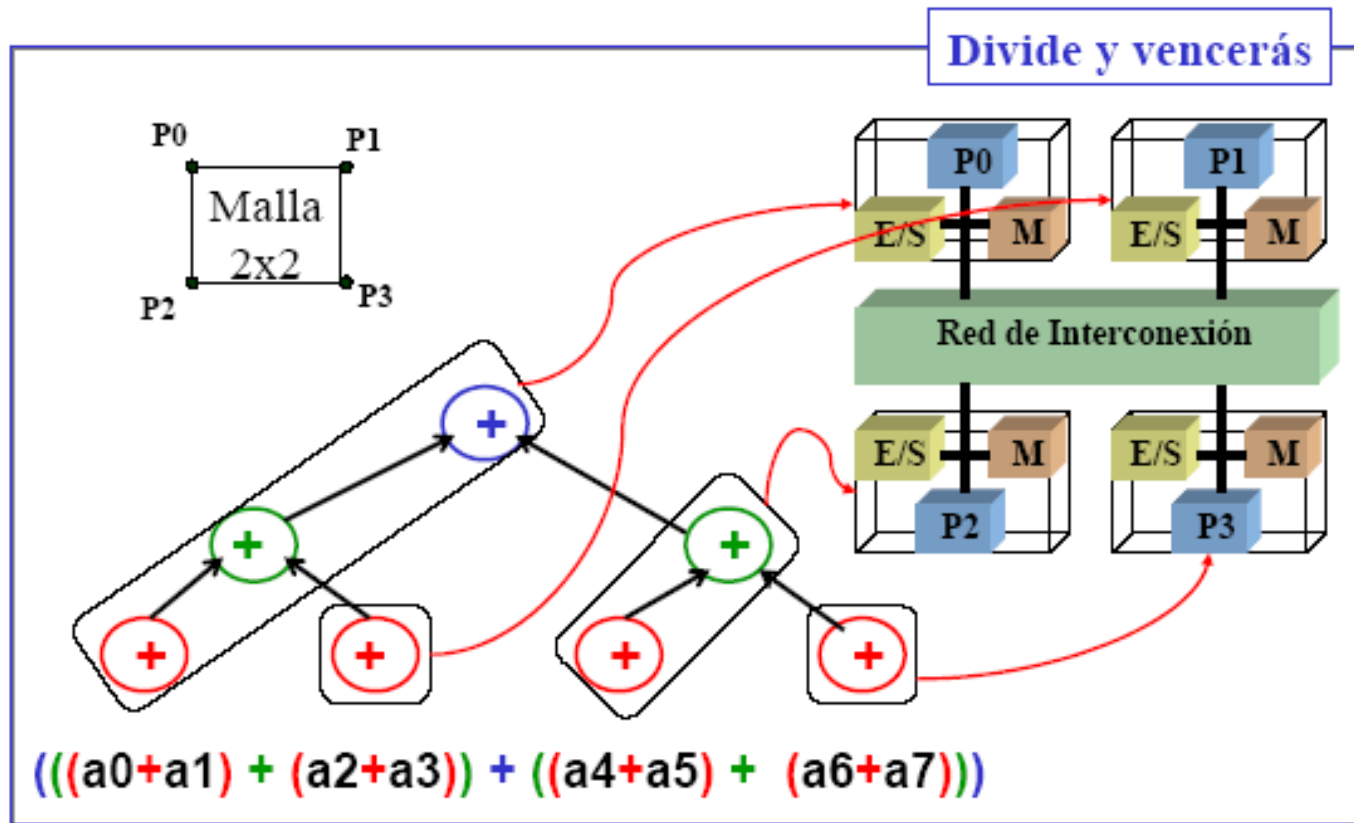 Divide y vencerás
P0
P1
Malla
2x2
P2
P3
P0
E/S
M
P1
E/S
M
Red de Interconexión
E/S
M
P2
E/S
M
P3
+
+
+
+
+
+
+
(((a0+a1) + (a2+a3)) + ((a4+a5) + (a6+a7)))